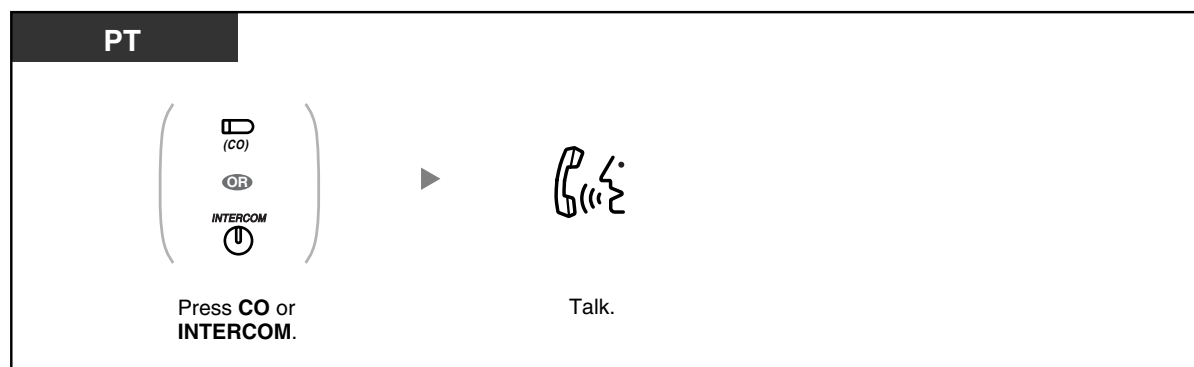 PT
(CO)
OR
INTERCOM
Press CO or
INTERCOM.
Talk.